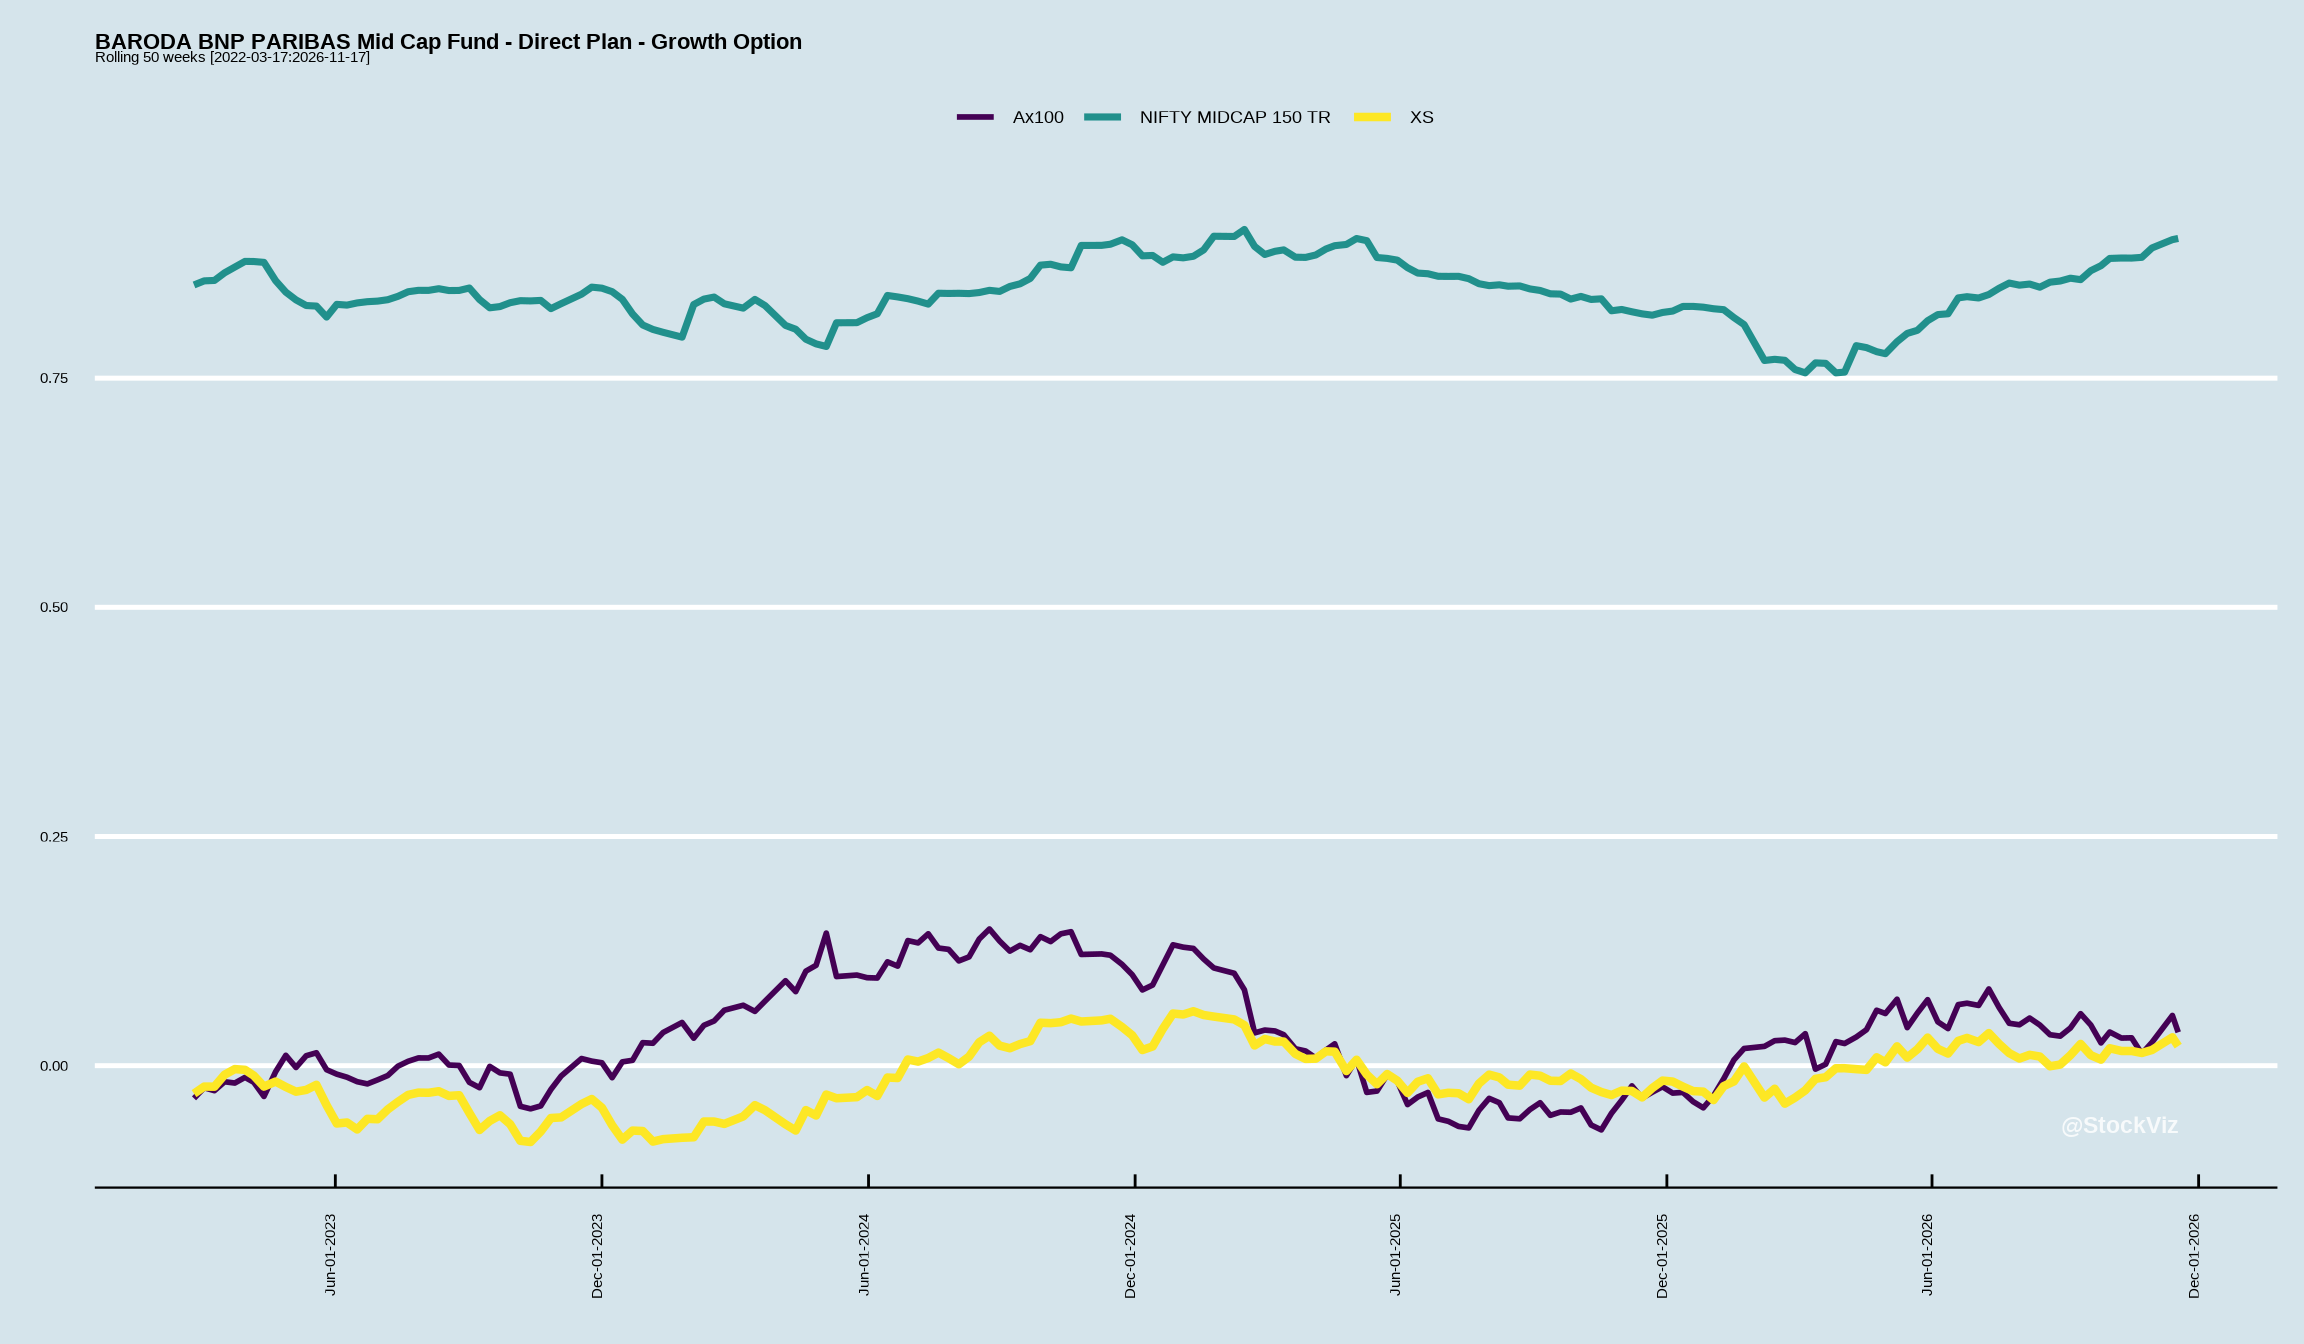 BARODA BNP PARIBAS Mid Cap Fund - Direct Plan - Growth Option
Rolling 50 weeks [2022-03-17:2026-11-17]
Ax100 NIFTY MIDCAP 150 TR XS
0.75
0.50
0.25
0.00
@StockViz
Jun-01-2023 Dec-01-2023 Jun-01-2024 Dec-01-2024 Jun-01-2025 Dec-01-2025 Jun-01-2026 Dec-01-2026